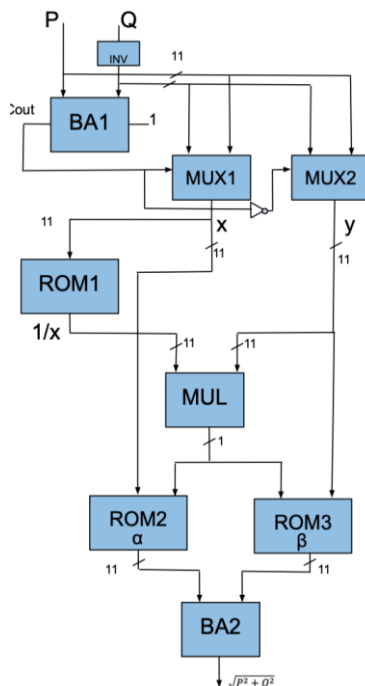 P
Q
INV
11
Cout
BA1
1
MUX1
MUX2
11
x
y
11
11
ROM1
1/x
11
11
MUL
1
ROM2
α
ROM3
β
11
11
BA2
√P² + Q²